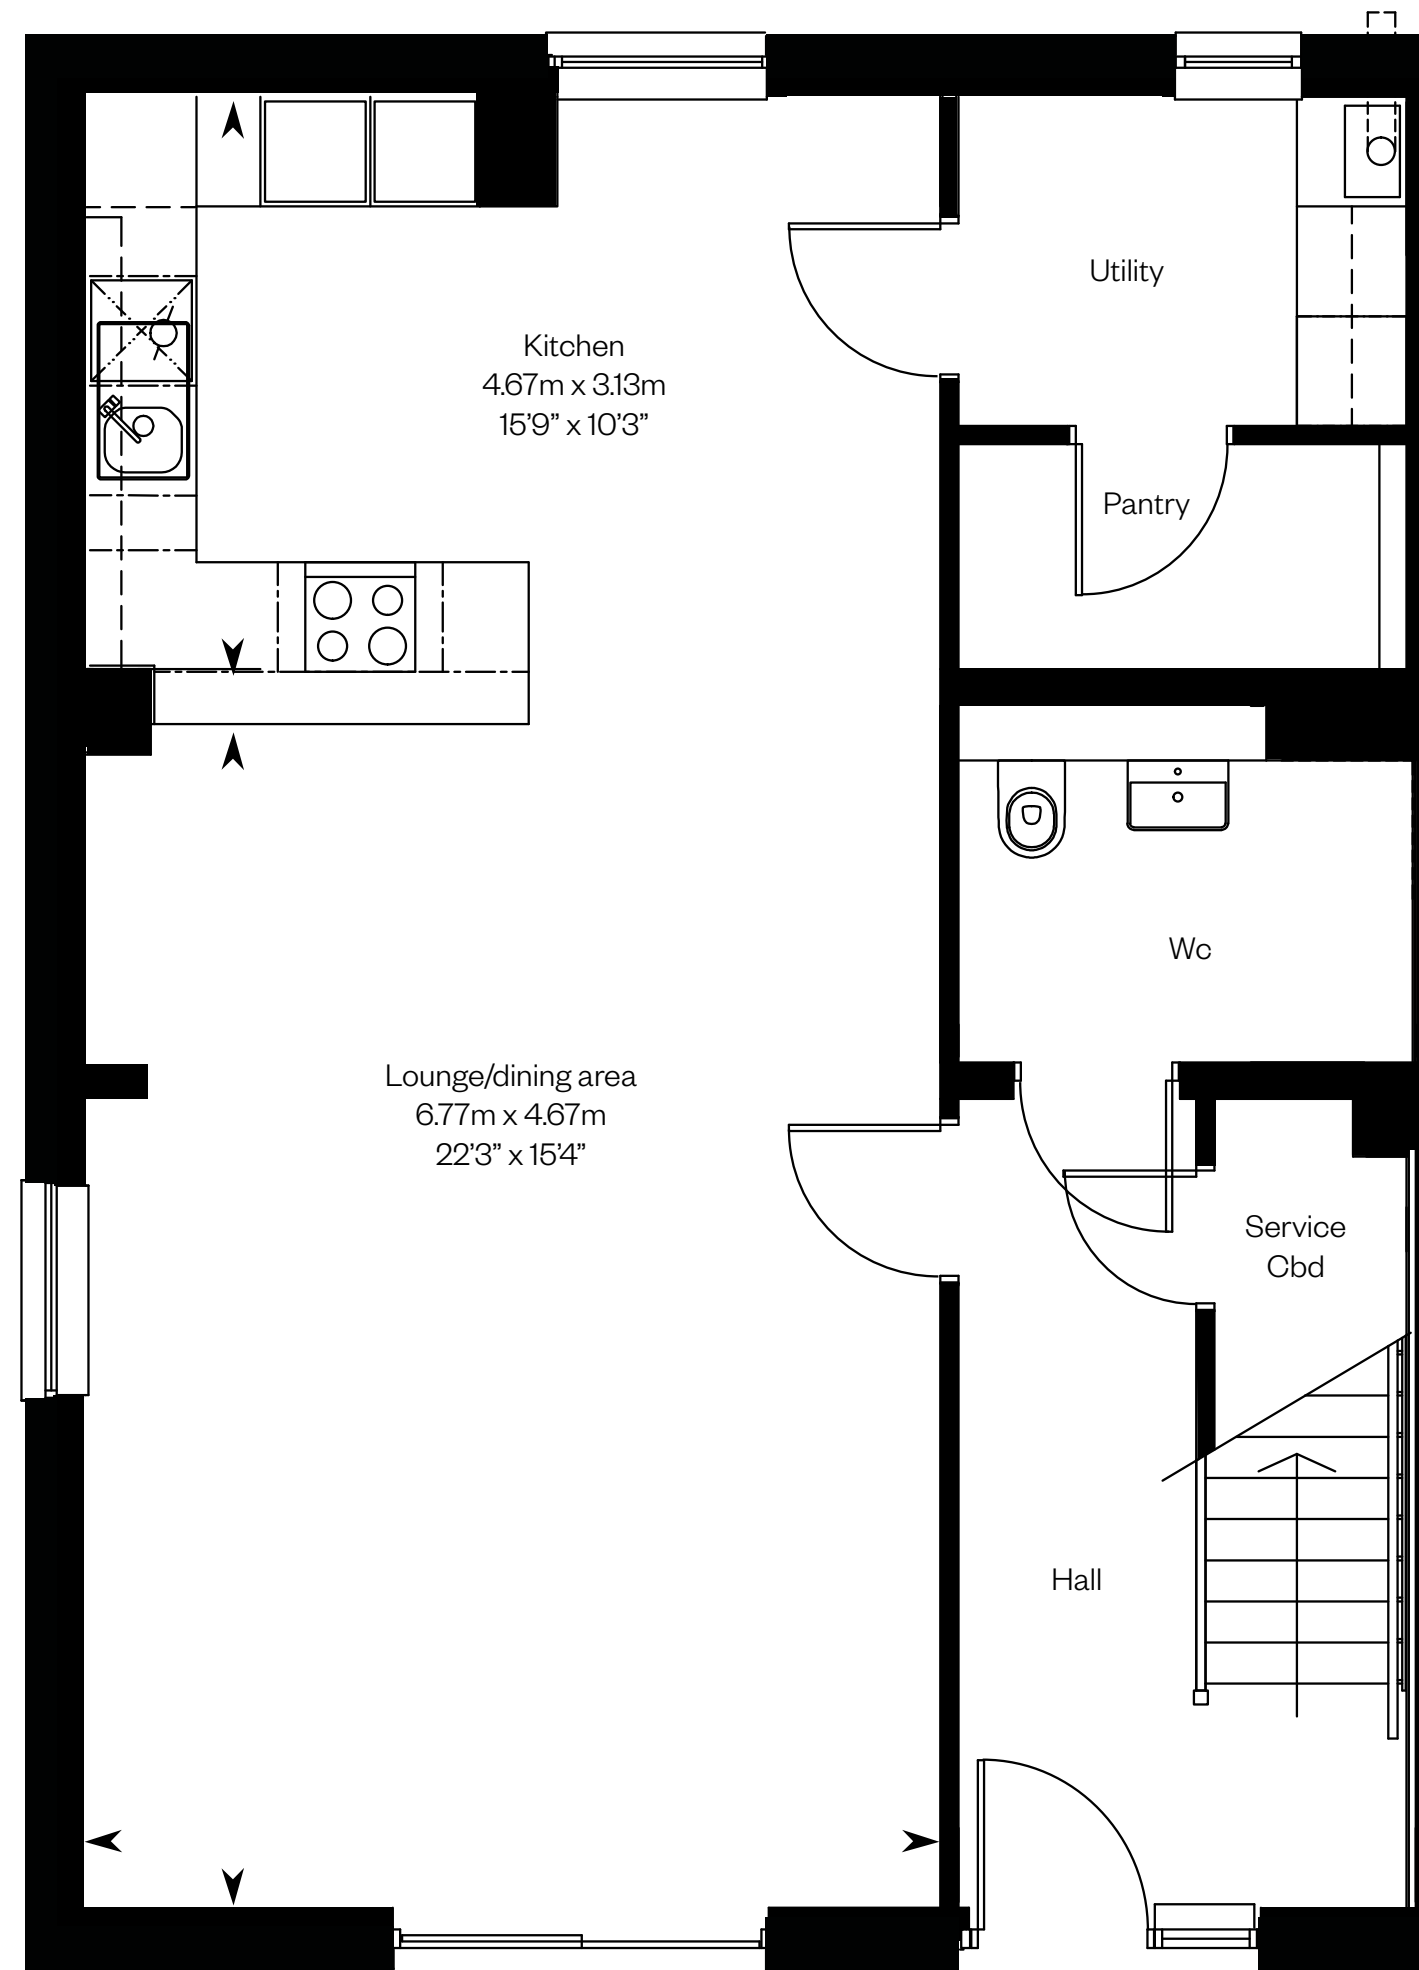 Utility
Kitchen
4.67m x 3.13m
15’9” x 10’3”
Pantry
Wc
Lounge/dining area
6.77m x 4.67m
22’3” x 15’4”
Service
Cbd
Hall